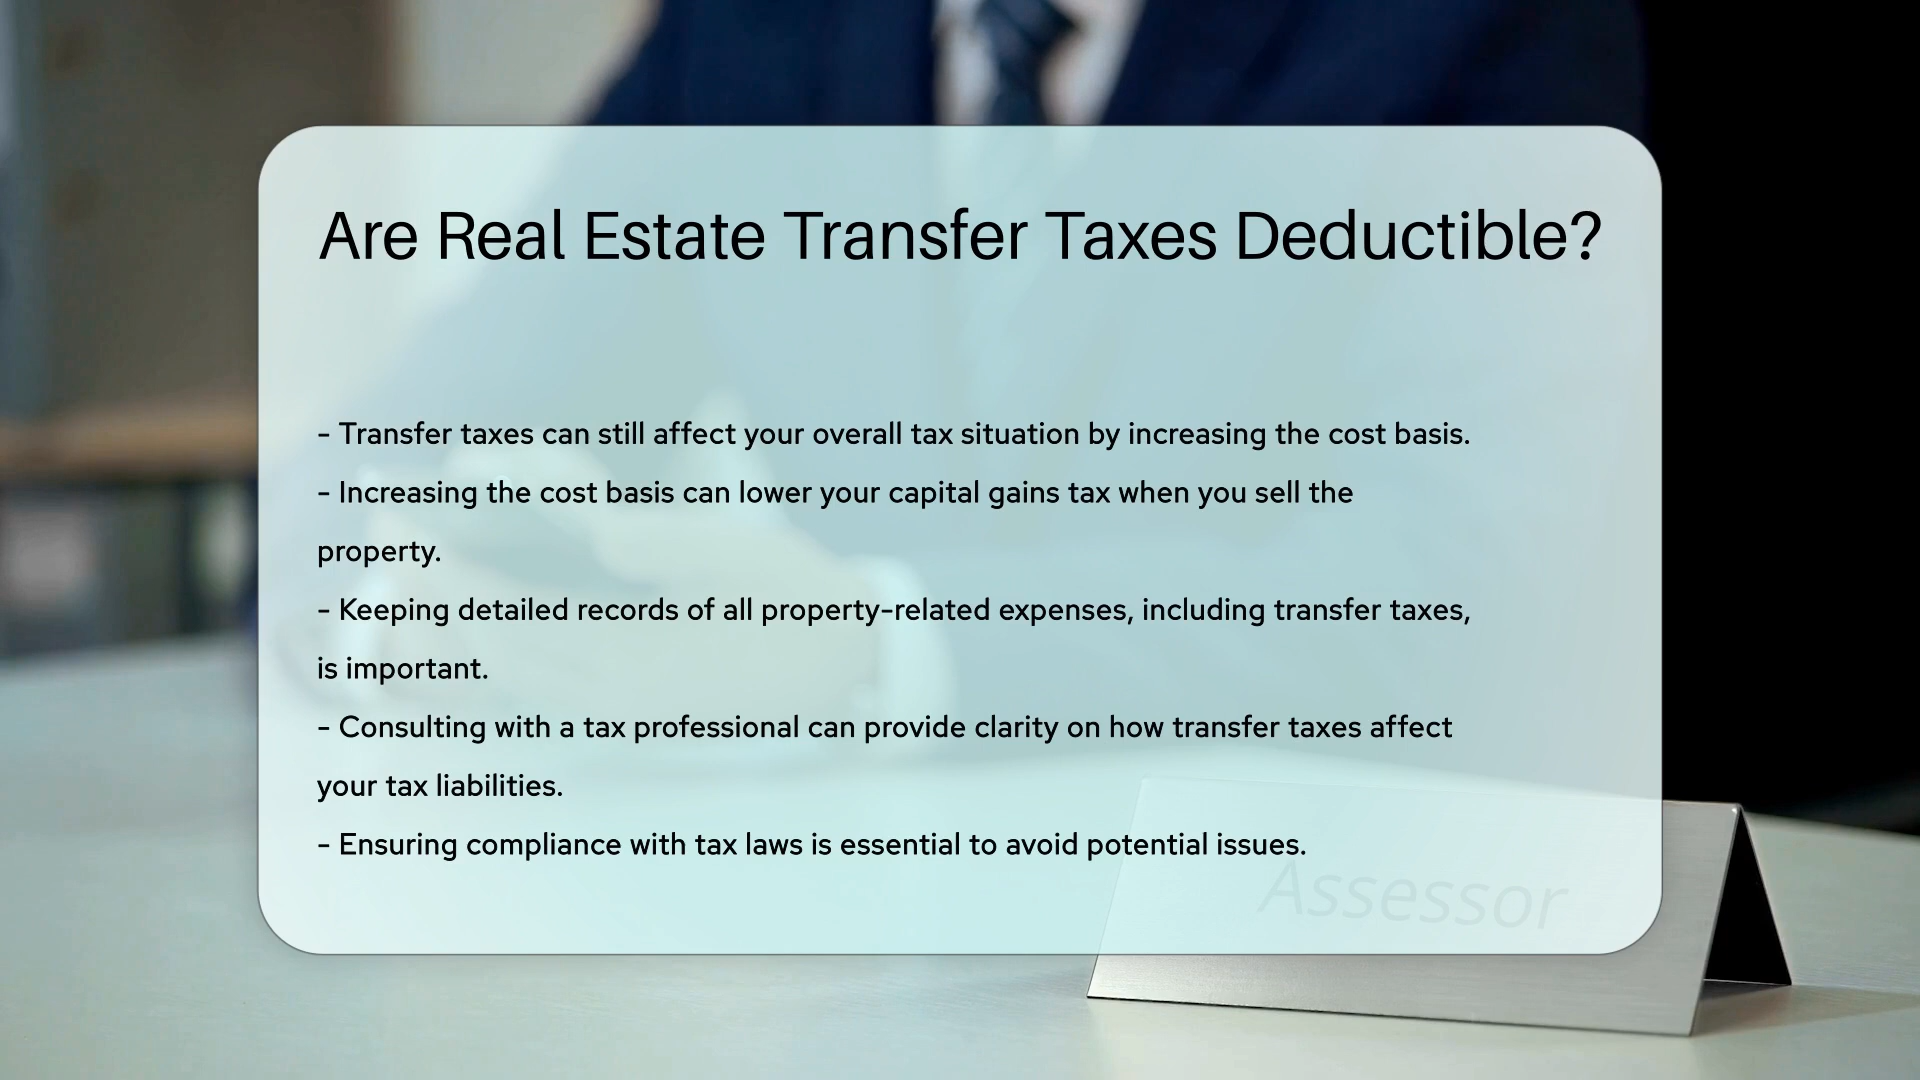 Are Real Estate Transfer Taxes Deductible?
- Transfer taxes can still affect your overall tax situation by increasing the cost basis.
- Increasing the cost basis can lower your capital gains tax when you sell the
property.
- Keeping detailed records of all property-related expenses, including transfer taxes,
is important.
- Consulting with a tax professional can provide clarity on how transfer taxes affect
your tax liabilities.
- Ensuring compliance with tax laws is essential to avoid potential issues.
Assessor